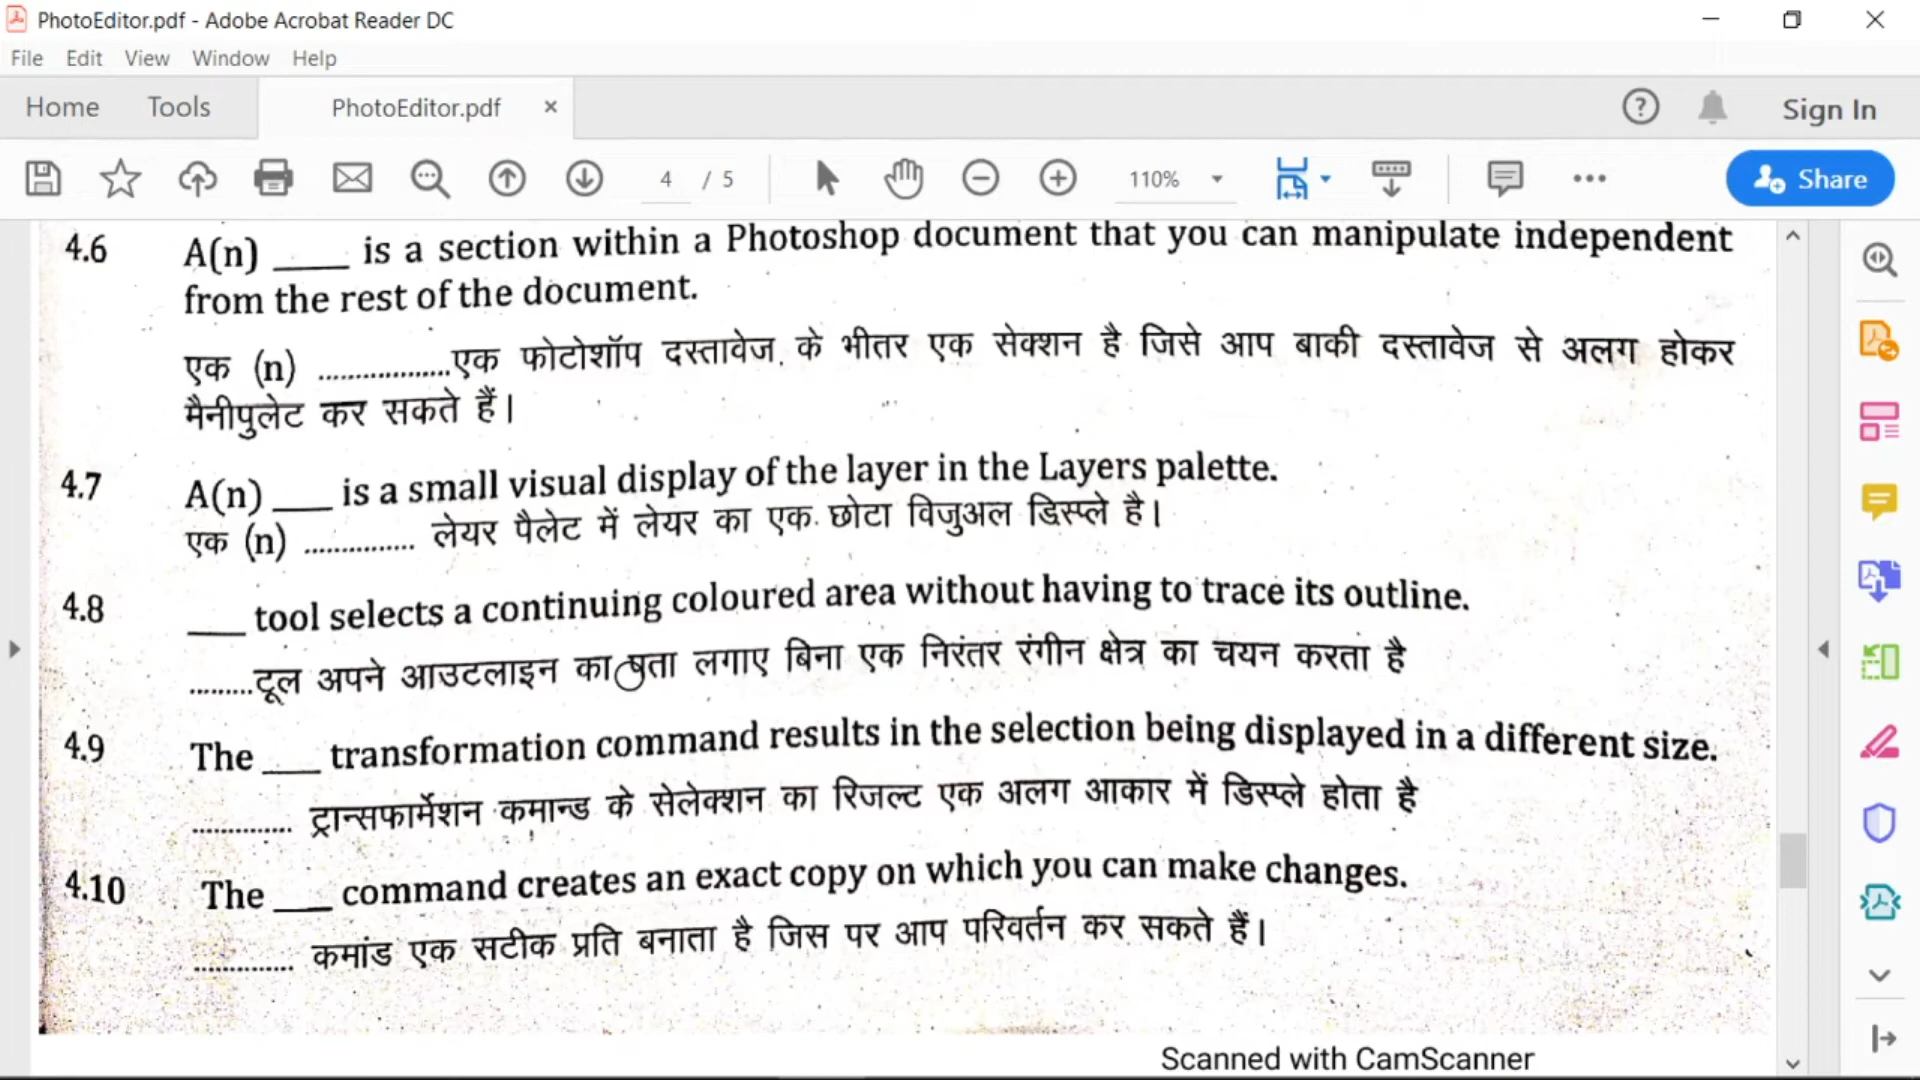 PhotoEditor.pdf - Adobe Acrobat Reader DC
File Edit View Window Help
Home Tools PhotoEditor.pdf × Sign In
4 / 5 110% Share
4.6 A(n) ____ is a section within a Photoshop document that you can manipulate independent
from the rest of the document.
एक (n) .................एक फोटोशॉप दस्तावेज के भीतर एक सेक्शन है जिसे आप बाकी दस्तावेज से अलग होकर
मैनीपुलेट कर सकते हैं।
4.7 A(n) ____ is a small visual display of the layer in the Layers palette.
एक (n) ............... लेयर पैलेट में लेयर का एक छोटा विजुअल डिस्प्ले है।
4.8 ____ tool selects a continuing coloured area without having to trace its outline.
.........टूल अपने आउटलाइन का पता लगाए बिना एक निरंतर रंगीन क्षेत्र का चयन करता है
4.9 The ____ transformation command results in the selection being displayed in a different size.
.............. ट्रान्सफार्मेशन कमान्ड के सेलेक्शन का रिजल्ट एक अलग आकार में डिस्प्ले होता है
4.10 The ____ command creates an exact copy on which you can make changes.
.............. कमांड एक सटीक प्रति बनाता है जिस पर आप परिवर्तन कर सकते हैं।
Scanned with CamScanner